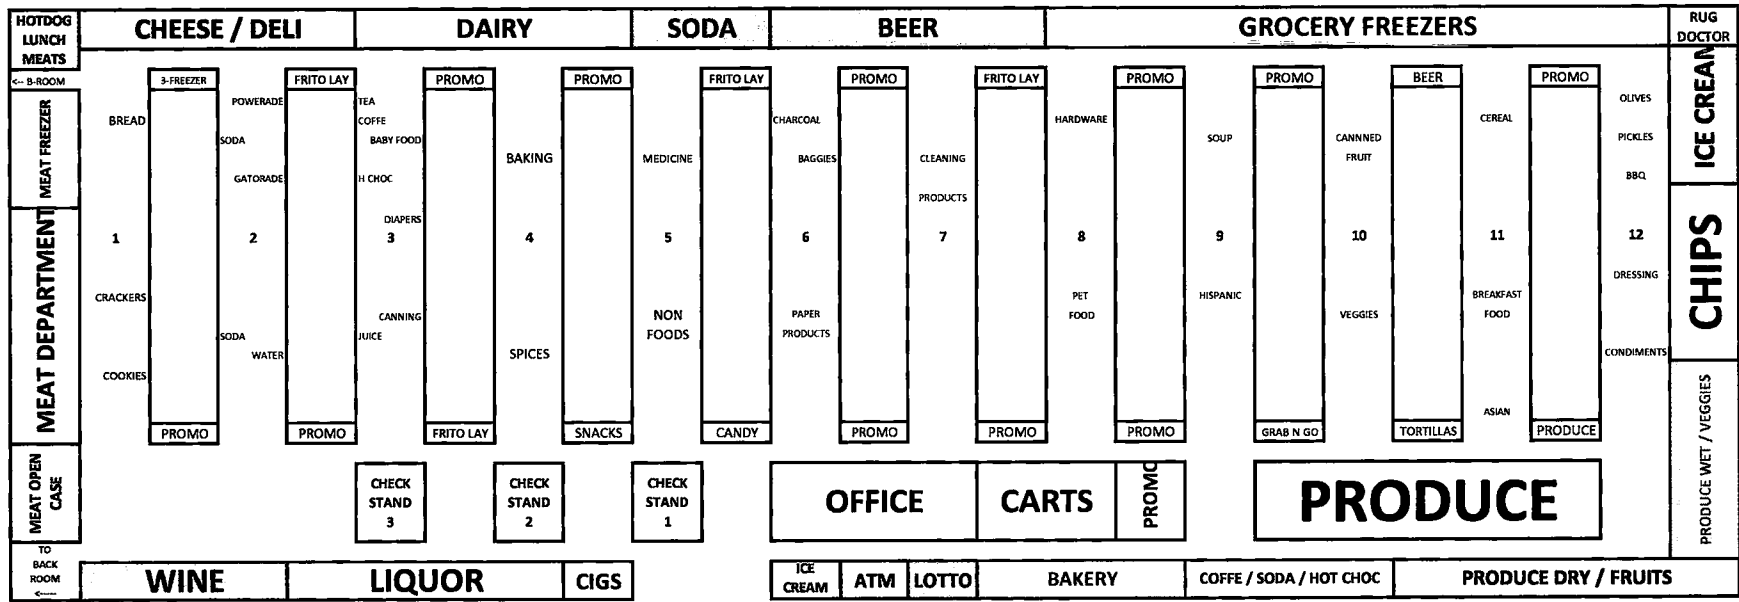 HOTDOG
LUNCH
MEATS
CHEESE / DELI
DAIRY
SODA
BEER
GROCERY FREEZERS
RUG
DOCTOR
<-- B-ROOM
3-FREEZER
FRITO LAY
PROMO
PROMO
FRITO LAY
PROMO
FRITO LAY
PROMO
PROMO
BEER
PROMO
ICE CREAM
MEAT FREEZER
BREAD
POWERADE
SODA
GATORADE
TEA
COFFE
BABY FOOD
H CHOC
DIAPERS
BAKING
MEDICINE
CHARCOAL
BAGGIES
CLEANING
PRODUCTS
HARDWARE
SOUP
CANNNED
FRUIT
CEREAL
OLIVES
PICKLES
BBQ
1
2
3
4
5
6
7
8
9
10
11
12
MEAT DEPARTMENT
CHIPS
CRACKERS
COOKIES
SODA
WATER
CANNING
JUICE
SPICES
NON
FOODS
PAPER
PRODUCTS
PET
FOOD
HISPANIC
VEGGIES
BREAKFAST
FOOD
ASIAN
DRESSING
CONDIMENTS
PROMO
PROMO
FRITO LAY
SNACKS
CANDY
PROMO
PROMO
PROMO
GRAB N GO
TORTILLAS
PRODUCE
MEAT OPEN
CASE
CHECK
STAND
3
CHECK
STAND
2
CHECK
STAND
1
OFFICE
CARTS
PROMO
PRODUCE
PRODUCE WET / VEGGIES
TO
BACK
ROOM
<-----
WINE
LIQUOR
CIGS
ICE
CREAM
ATM
LOTTO
BAKERY
COFFE / SODA / HOT CHOC
PRODUCE DRY / FRUITS